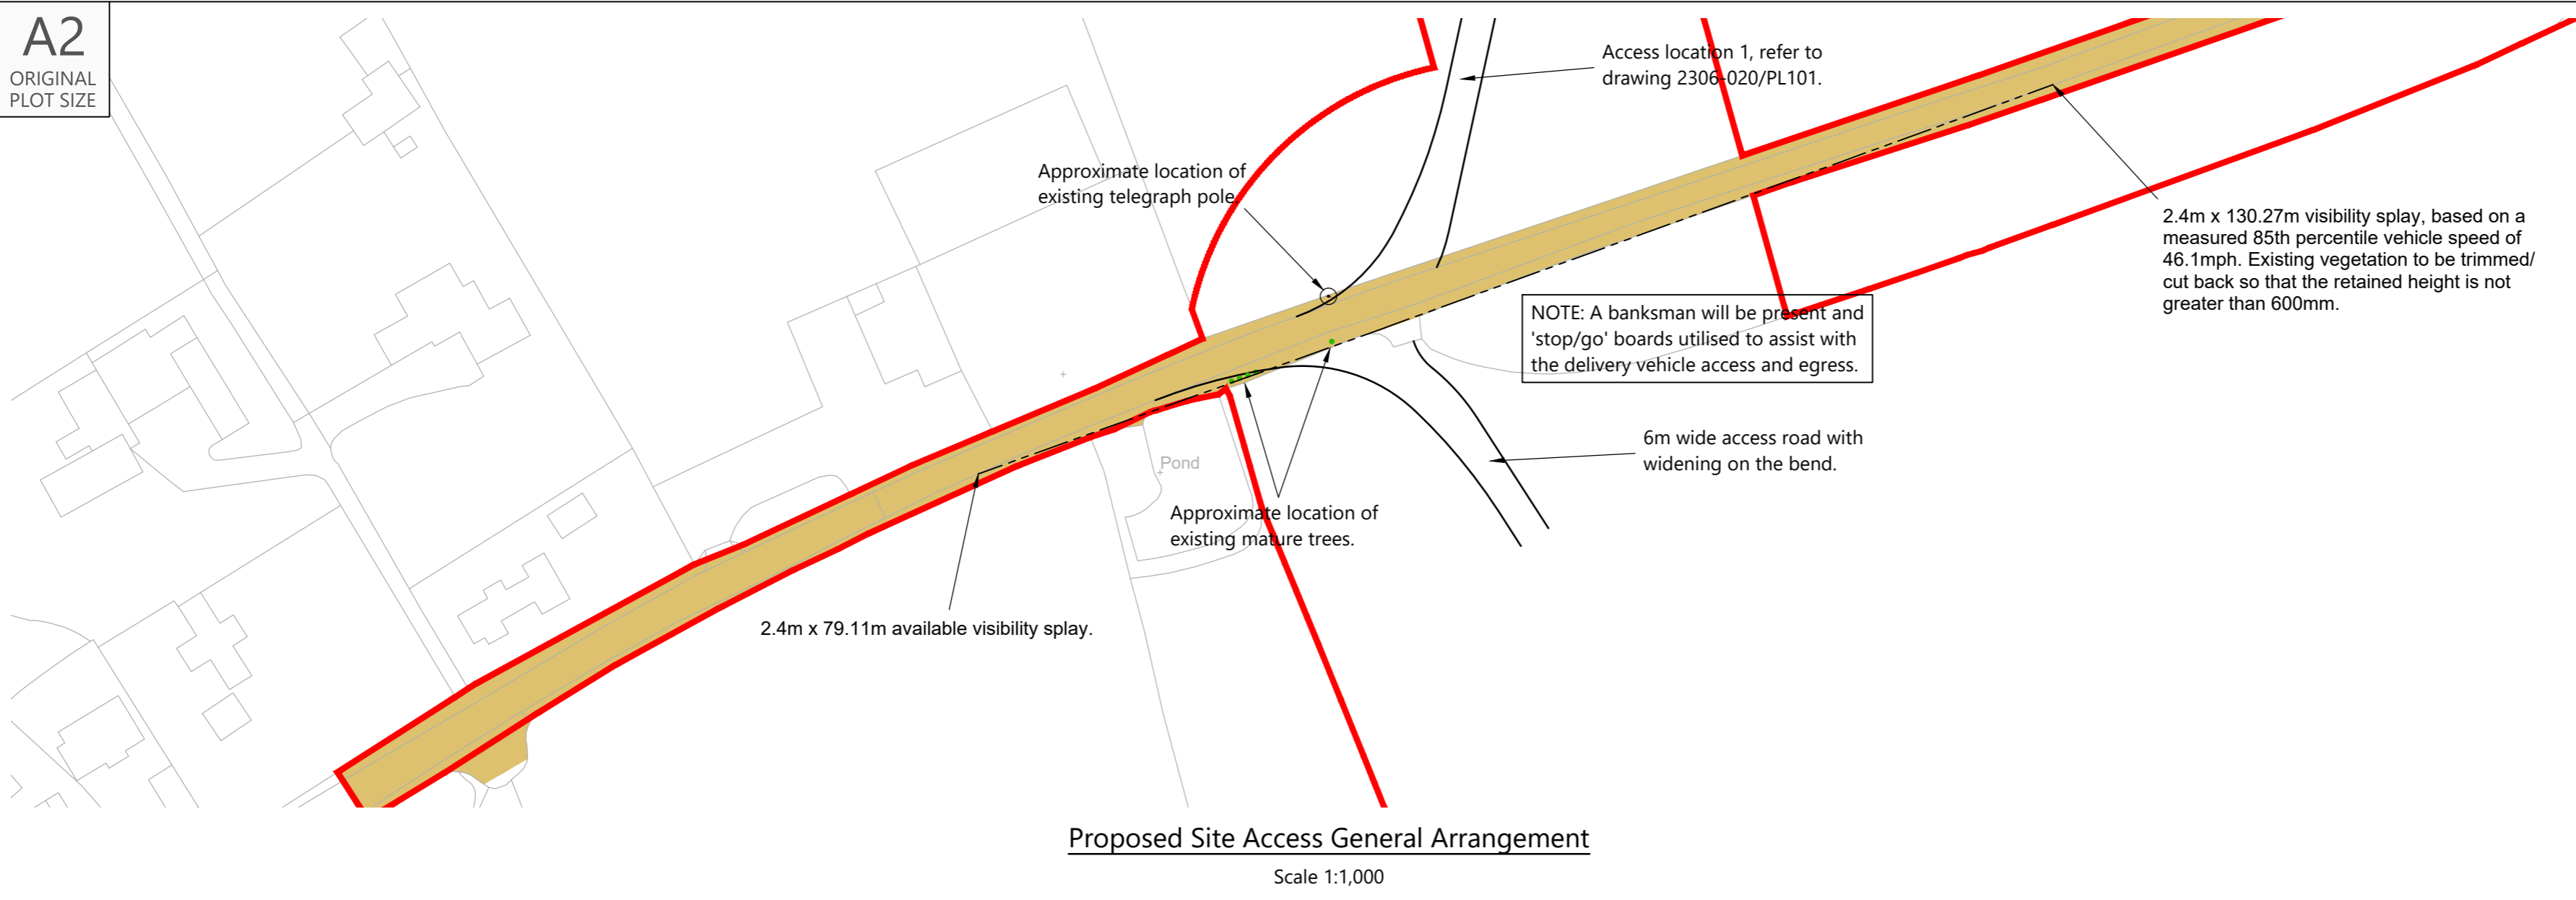 A2
ORIGINAL
PLOT SIZE
Access location 1, refer to
drawing 2306-020/PL101.
Approximate location of
existing telegraph pole.
2.4m x 130.27m visibility splay, based on a
measured 85th percentile vehicle speed of
46.1mph. Existing vegetation to be trimmed/
cut back so that the retained height is not
greater than 600mm.
NOTE: A banksman will be present and
'stop/go' boards utilised to assist with
the delivery vehicle access and egress.
6m wide access road with
widening on the bend.
Pond
Approximate location of
existing mature trees.
2.4m x 79.11m available visibility splay.
Proposed Site Access General Arrangement
Scale 1:1,000